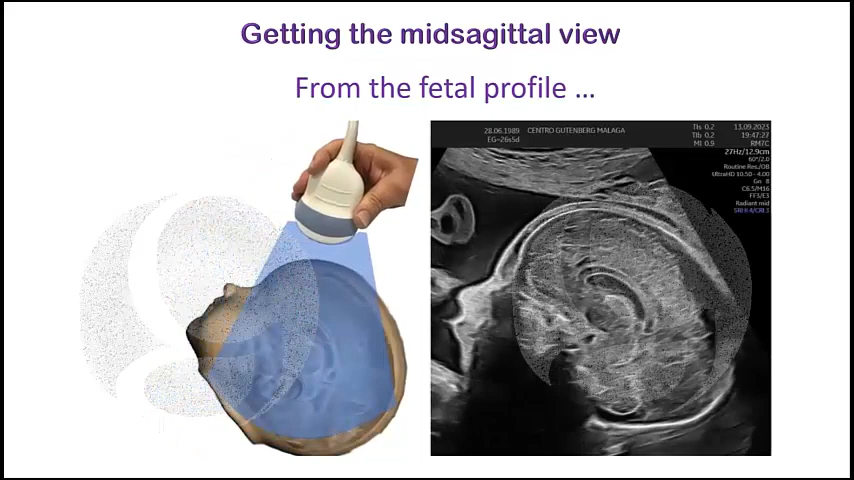 Getting the midsagittal view
From the fetal profile ...
28.06.1989 CENTRO GUTENBERG MALAGA
EG=26s5d
TIs 0.2 13.09.2023
TIb 0.2 19:47:27
MI 0.9 RM7C
27Hz/12.9cm
60°/2.0
Routine Res./OB
UltraHD 10.50 - 4.00
Gn 8
C6.5/M16
FF3/E3
Radiant mid
SRI II 4/CRI 3